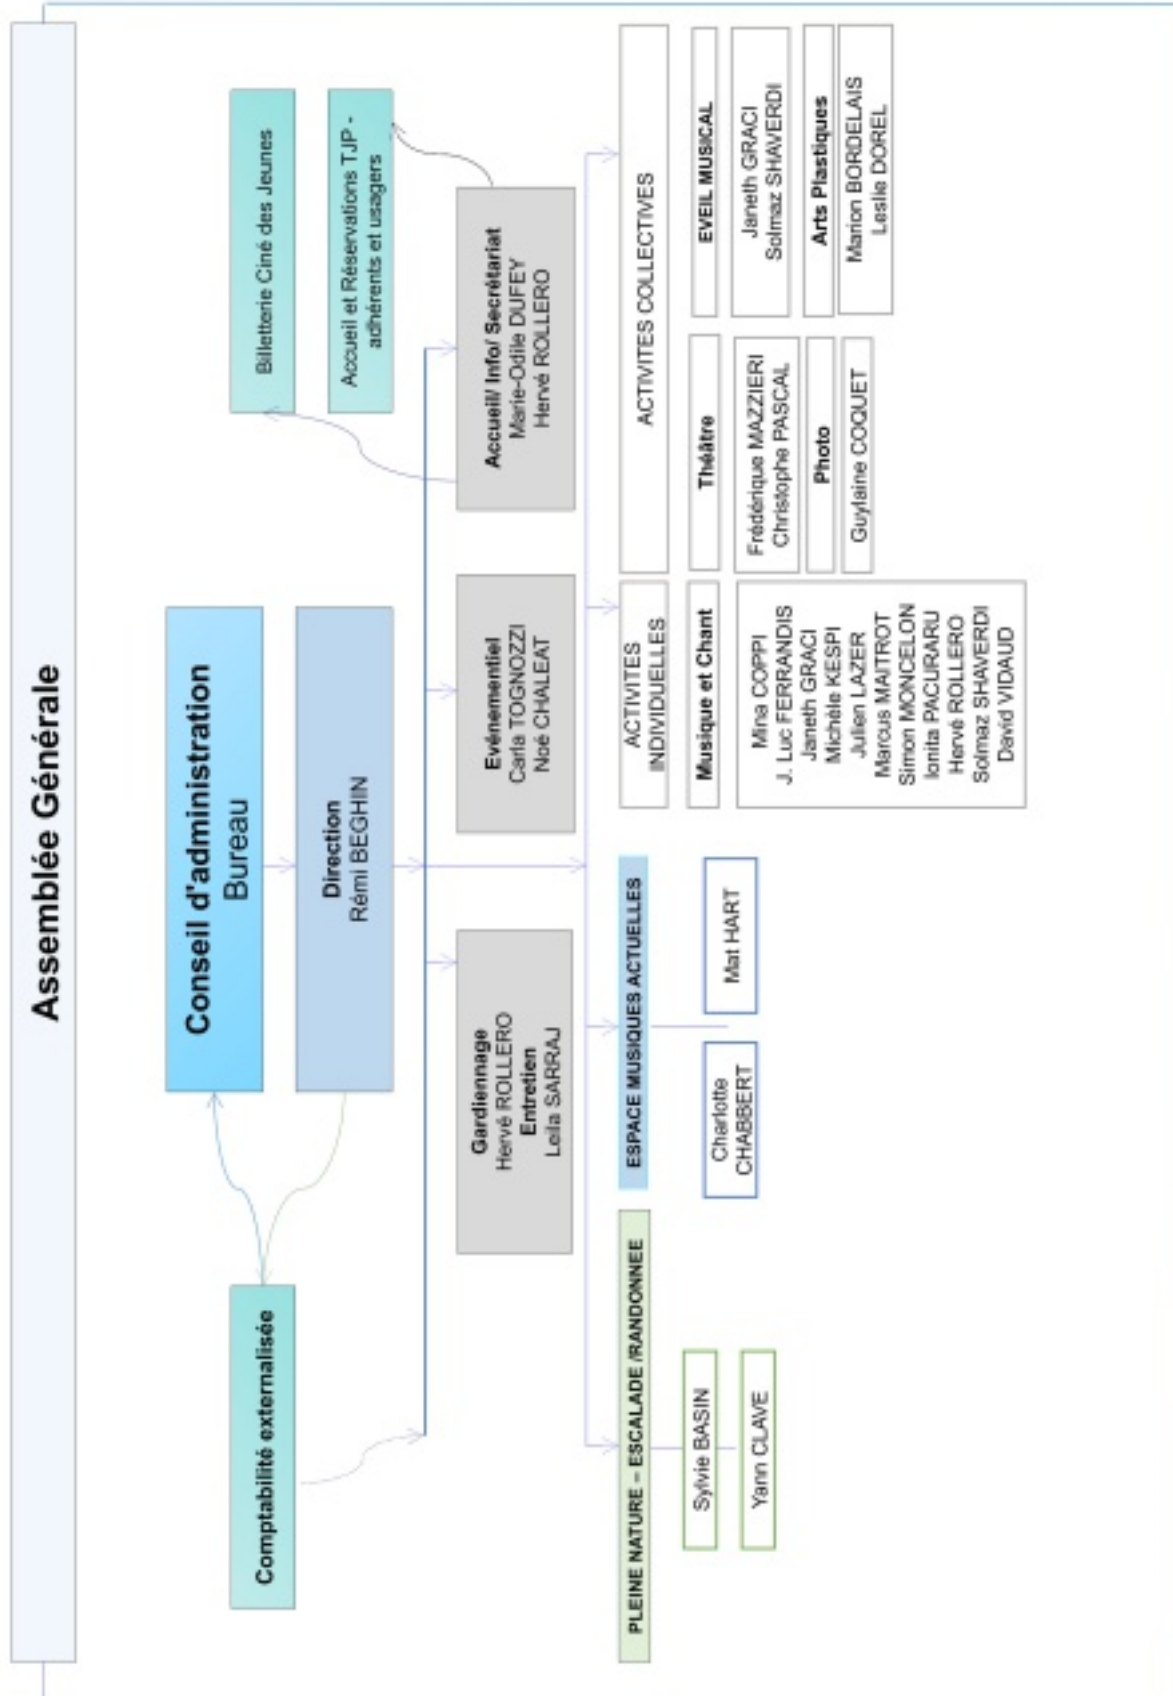 Assemblée Générale
Conseil d'administration
Bureau
Direction
Rémi BEGHIN
Comptabilité externalisée
Billetterie Ciné des Jeunes
Accueil et Réservations TJP -
adhérents et usagers
Gardiennage
Hervé ROLLERO
Entretien
Leila SARRAJ
Evénementiel
Carla TOGNOZZI
Noé CHALEAT
Accueil/ Info/ Secrétariat
Marie-Odile DUFEY
Hervé ROLLERO
PLEINE NATURE – ESCALADE /RANDONNEE
Sylvie BASIN
Yann CLAVE
ESPACE MUSIQUES ACTUELLES
Charlotte
CHABBERT
Mat HART
ACTIVITES
INDIVIDUELLES
Musique et Chant
Mina COPPI
J. Luc FERRANDIS
Janeth GRACI
Michèle KESPI
Julien LAZER
Marcus MAITROT
Simon MONCELON
Ionita PACURARU
Hervé ROLLERO
Solmaz SHAVERDI
David VIDAUD
ACTIVITES COLLECTIVES
Théâtre
Frédérique MAZZIERI
Christophe PASCAL
Photo
Guylaine COQUET
EVEIL MUSICAL
Janeth GRACI
Solmaz SHAVERDI
Arts Plastiques
Marion BORDELAIS
Leslie DOREL